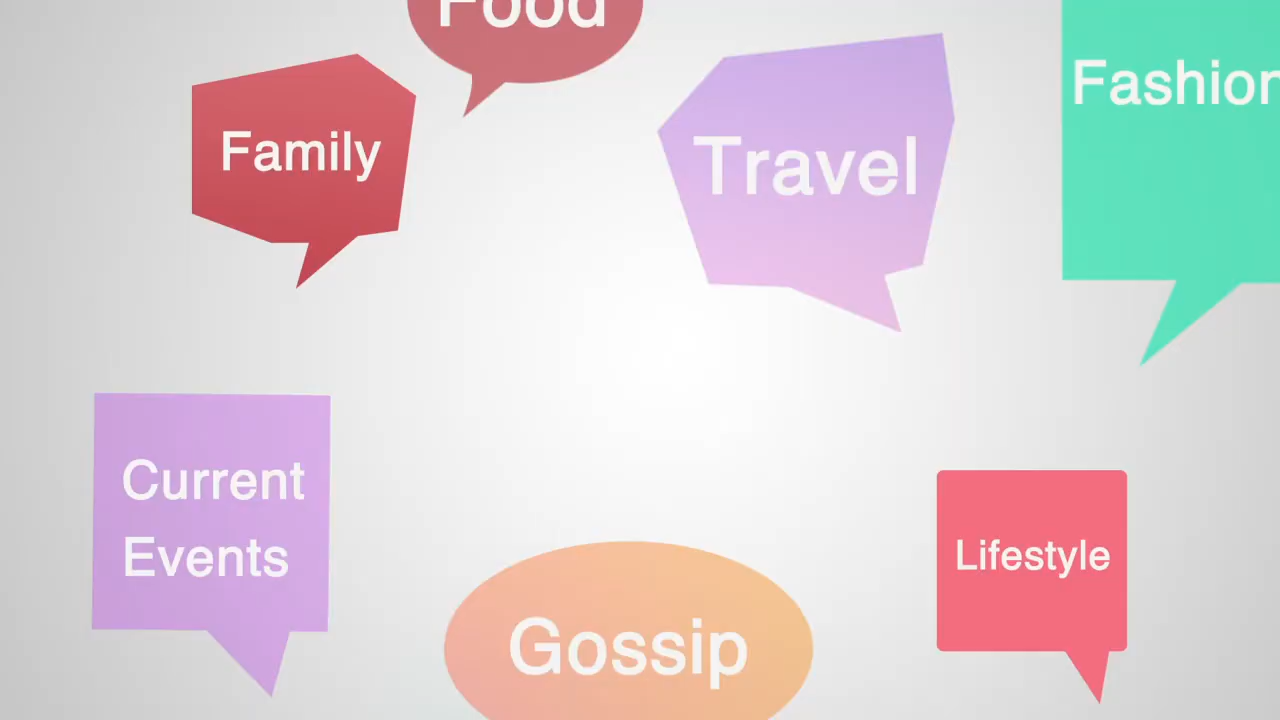 Food
Fashion
Family
Travel
Current
Events
Lifestyle
Gossip